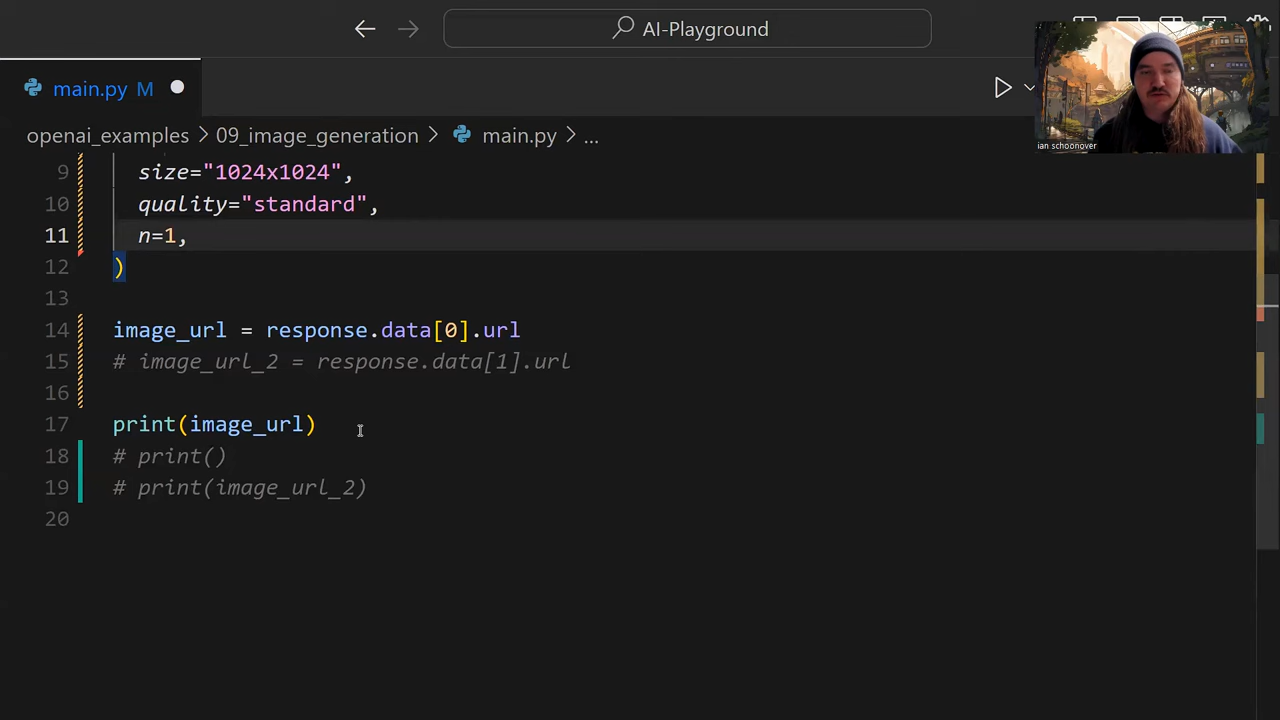 AI-Playground
main.py M
ian schoonover
openai_examples > 09_image_generation > main.py > ...
9 size="1024x1024",
10 quality="standard",
11 n=1,
12 )
13
14 image_url = response.data[0].url
15 # image_url_2 = response.data[1].url
16
17 print(image_url)
18 # print()
19 # print(image_url_2)
20